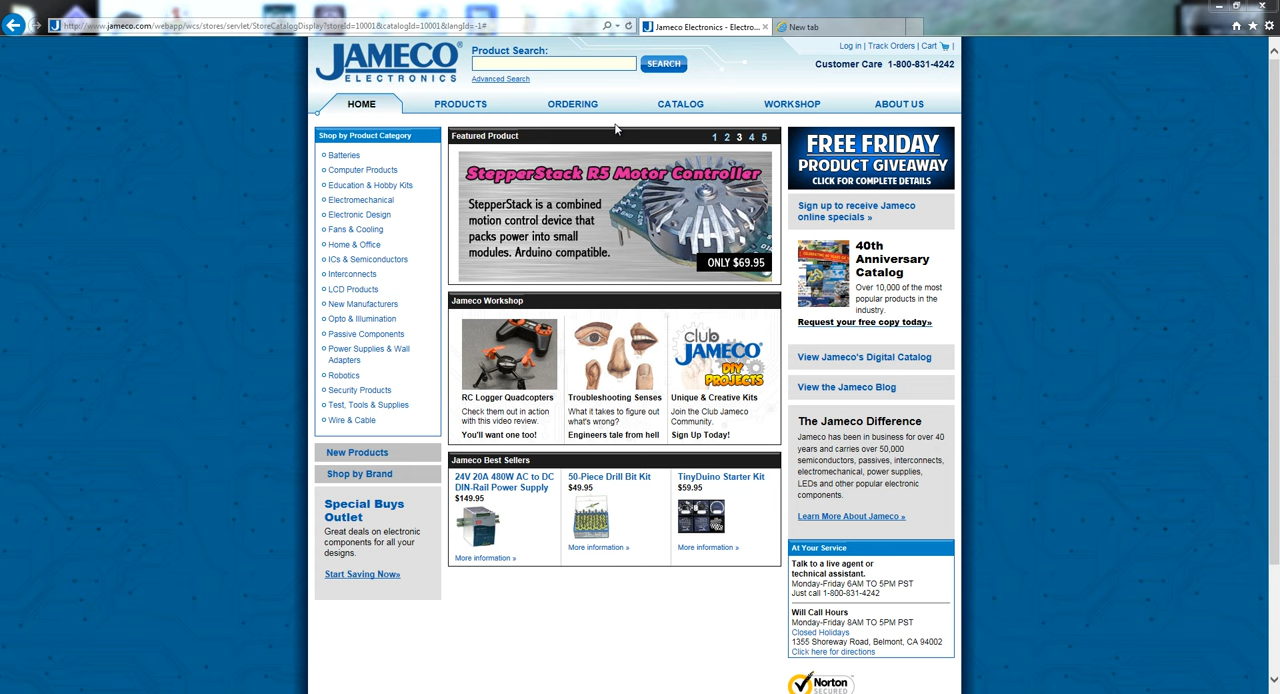 http://www.jameco.com/webapp/wcs/stores/servlet/StoreCatalogDisplay?storeId=10001&catalogId=10001&langId=-1#
Jameco Electronics - Electro...
New tab
JAMECO
ELECTRONICS
Product Search:
SEARCH
Advanced Search
Log in | Track Orders | Cart |
Customer Care 1-800-831-4242
HOME
PRODUCTS
ORDERING
CATALOG
WORKSHOP
ABOUT US
Shop by Product Category
Batteries
Computer Products
Education & Hobby Kits
Electromechanical
Electronic Design
Fans & Cooling
Home & Office
ICs & Semiconductors
Interconnects
LCD Products
New Manufacturers
Opto & Illumination
Passive Components
Power Supplies & Wall
Adapters
Robotics
Security Products
Test, Tools & Supplies
Wire & Cable
New Products
Shop by Brand
Special Buys
Outlet
Great deals on electronic
components for all your
designs.
Start Saving Now»
Featured Product
1 2 3 4 5
StepperStack R5 Motor Controller
StepperStack is a combined
motion control device that
packs power into small
modules. Arduino compatible.
ONLY $69.95
Jameco Workshop
RC Logger Quadcopters
Check them out in action
with this video review.
You'll want one too!
Troubleshooting Senses
What it takes to figure out
what's wrong?
Engineers tale from hell
club
JAMECO
DIY
PROJECTS
Unique & Creative Kits
Join the Club Jameco
Community.
Sign Up Today!
Jameco Best Sellers
24V 20A 480W AC to DC
DIN-Rail Power Supply
$149.95
More information »
50-Piece Drill Bit Kit
$49.95
More information »
TinyDuino Starter Kit
$59.95
More information »
FREE FRIDAY
PRODUCT GIVEAWAY
CLICK FOR COMPLETE DETAILS
Sign up to receive Jameco
online specials »
40th
Anniversary
Catalog
Over 10,000 of the most
popular products in the
industry.
Request your free copy today»
View Jameco's Digital Catalog
View the Jameco Blog
The Jameco Difference
Jameco has been in business for over 40
years and carries over 50,000
semiconductors, passives, interconnects,
electromechanical, power supplies,
LEDs and other popular electronic
components.
Learn More About Jameco »
At Your Service
Talk to a live agent or
technical assistant.
Monday-Friday 6AM TO 5PM PST
Just call 1-800-831-4242
Will Call Hours
Monday-Friday 8AM TO 5PM PST
Closed Holidays
1355 Shoreway Road, Belmont, CA 94002
Click here for directions
Norton
SECURED